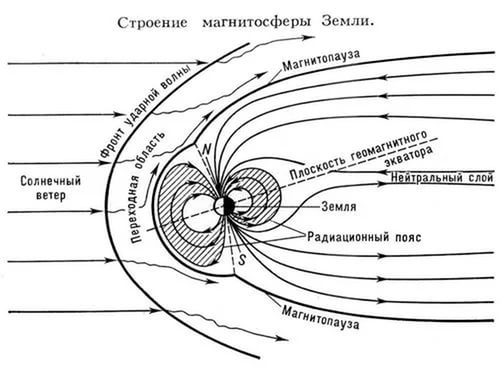 Строение магнитосферы Земли.
Магнитопауза
Фронт ударной волны
Переходная область
N
Плоскость геомагнитного
экватора
Солнечный
ветер
Нейтральный слой
Земля
Радиационный пояс
S
Магнитопауза